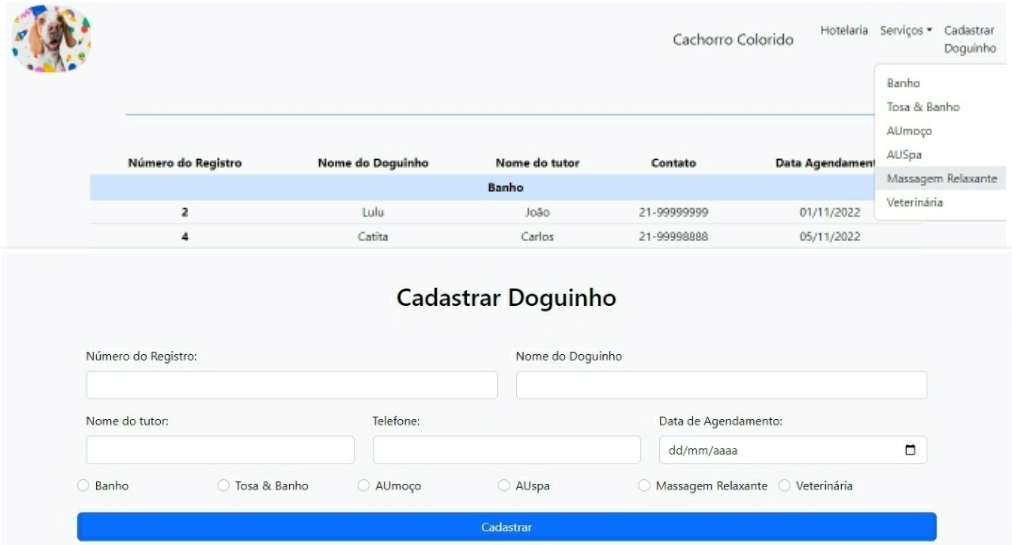 Cachorro Colorido Hotelaria Serviços Cadastrar Doguinho
Banho
Tosa & Banho
AUmoço
AUSpa
Massagem Relaxante
Veterinária
Número do Registro Nome do Doguinho Nome do tutor Contato Data Agendament
Banho
2 Lulu João 21-99999999 01/11/2022
4 Catita Carlos 21-99998888 05/11/2022
Cadastrar Doguinho
Número do Registro: Nome do Doguinho
Nome do tutor: Telefone: Data de Agendamento:
dd/mm/aaaa
Banho Tosa & Banho AUmoço AUspa Massagem Relaxante Veterinária
Cadastrar